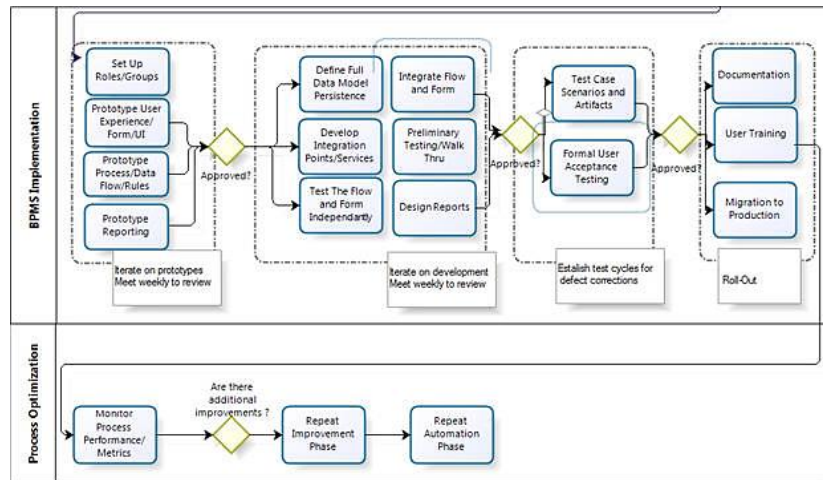 BPMS Implementation
Set Up
Roles/Groups
Prototype User
Experience/
Form/UI
Prototype
Process/Data
Flow/Rules
Prototype
Reporting
Approved?
Iterate on prototypes
Meet weekly to review
Define Full
Data Model
Persistence
Develop
Integration
Points/Services
Test The Flow
and Form
Independantly
Integrate Flow
and Form
Preliminary
Testing/Walk
Thru
Design Reports
Iterate on development
Meet weekly to review
Approved?
Test Case
Scenarios and
Artifacts
Formal User
Acceptance
Testing
Estalish test cycles for
defect corrections
Approved?
Documentation
User Training
Migration to
Production
Roll-Out
Process Optimization
Monitor
Process
Performance/
Metrics
Are there
additional
improvements ?
Repeat
Improvement
Phase
Repeat
Automation
Phase